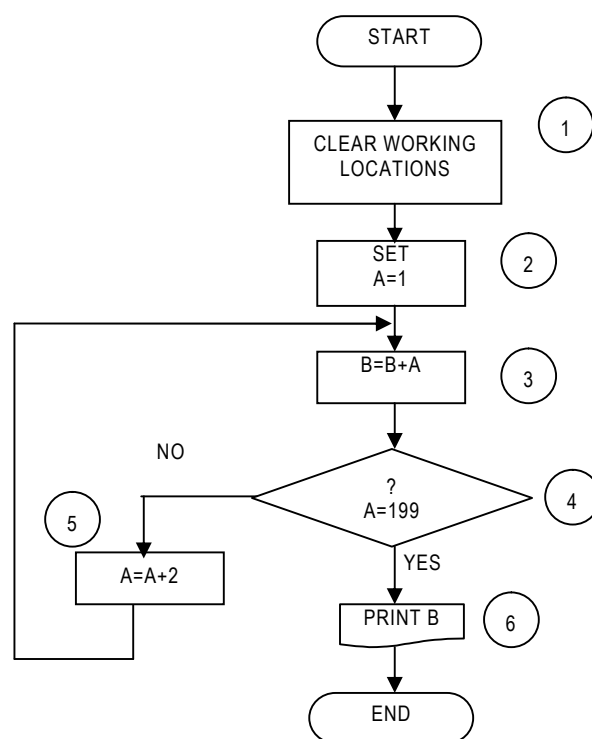 START
1
CLEAR WORKING
LOCATIONS
2
SET
A=1
3
B=B+A
NO
?
A=199
4
5
A=A+2
YES
PRINT B
6
END